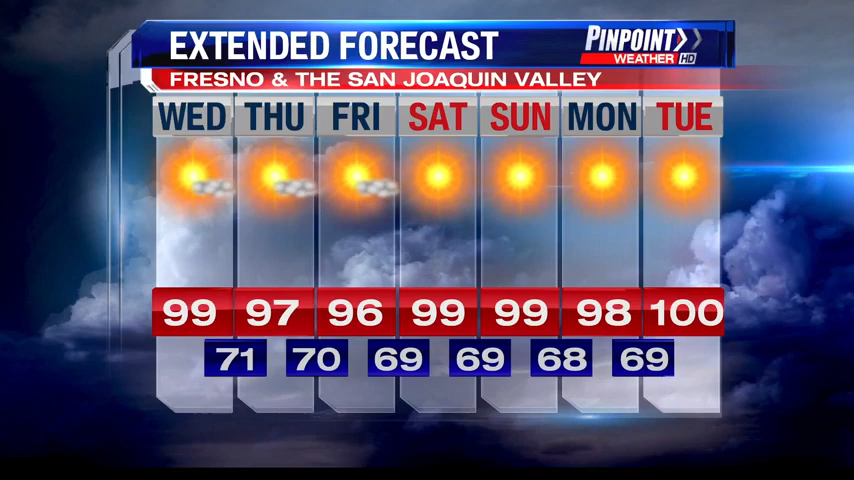 EXTENDED FORECAST
PINPOINT
WEATHER HD
FRESNO & THE SAN JOAQUIN VALLEY
WED THU FRI SAT SUN MON TUE
99 97 96 99 99 98 100
71 70 69 69 68 69